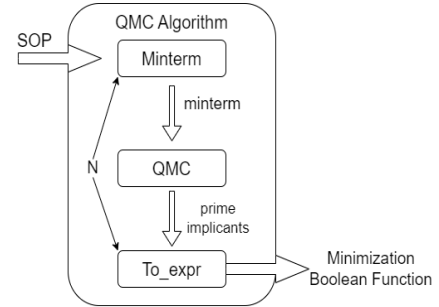 QMC Algorithm
SOP
Minterm
minterm
N
QMC
prime
implicants
To_expr
Minimization
Boolean Function